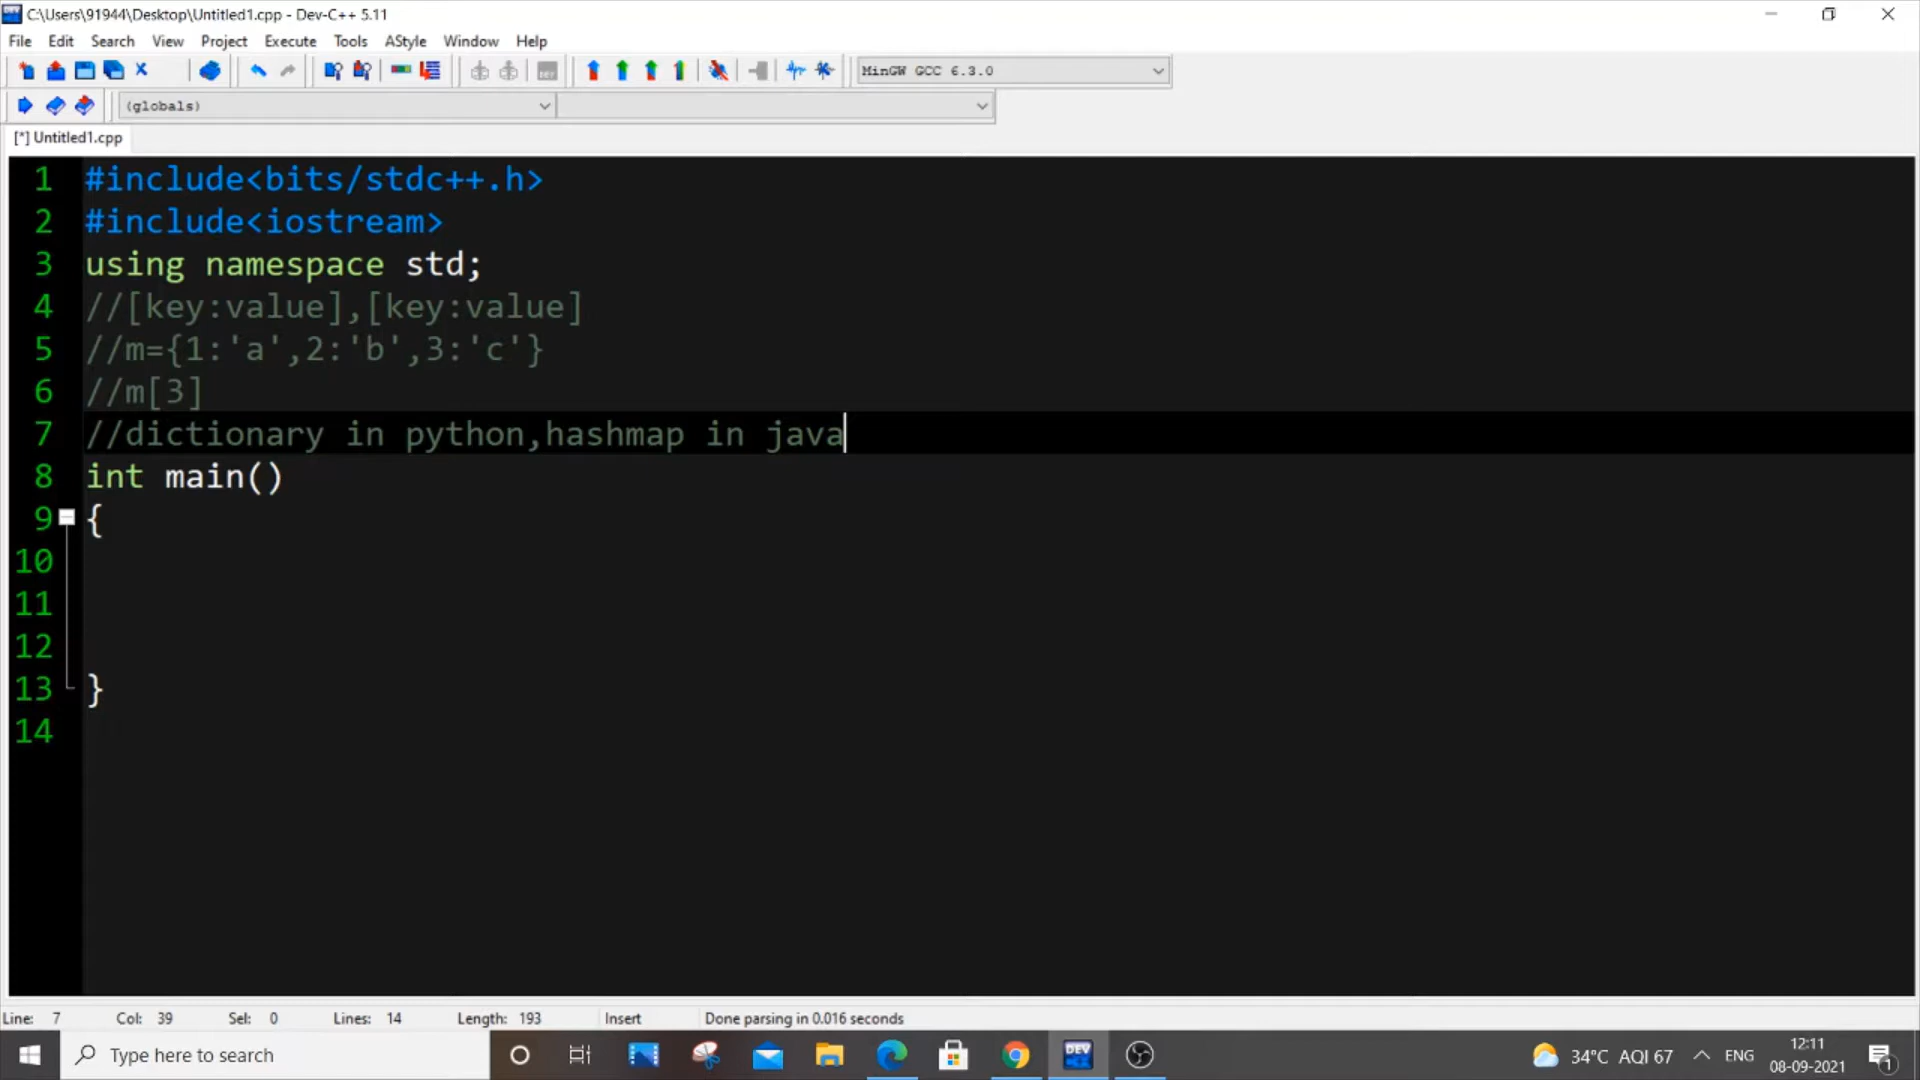 C:\Users\91944\Desktop\Untitled1.cpp - Dev-C++ 5.11
File Edit Search View Project Execute Tools AStyle Window Help
MinGW GCC 6.3.0
(globals)
[*] Untitled1.cpp
1 #include<bits/stdc++.h>
2 #include<iostream>
3 using namespace std;
4 //[key:value],[key:value]
5 //m={1:'a',2:'b',3:'c'}
6 //m[3]
7 //dictionary in python,hashmap in java
8 int main()
9 {
10
11
12
13 }
14
Line: 7 Col: 39 Sel: 0 Lines: 14 Length: 193 Insert Done parsing in 0.016 seconds
Type here to search
DEV
34°C AQI 67
ENG
12:11
08-09-2021
1